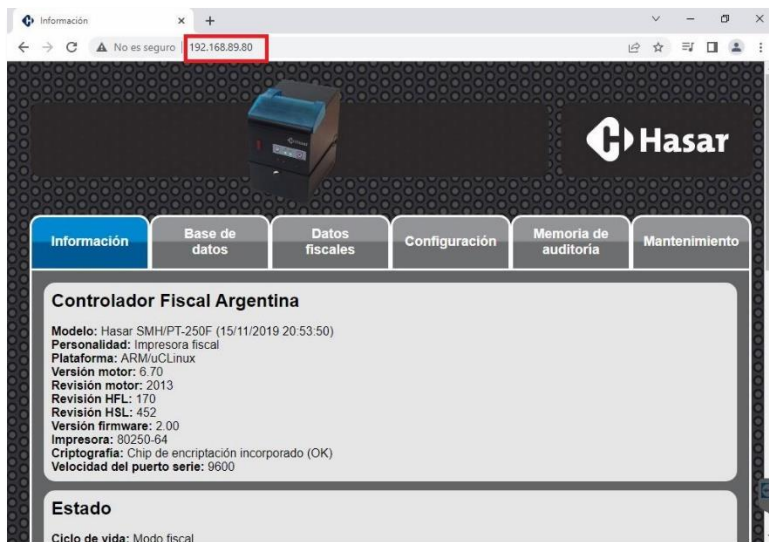 Información
No es seguro
192.168.89.80
Hasar
Información
Base de
datos
Datos
fiscales
Configuración
Memoria de
auditoría
Mantenimiento
Controlador Fiscal Argentina
Modelo: Hasar SMH/PT-250F (15/11/2019 20:53:50)
Personalidad: Impresora fiscal
Plataforma: ARM/uCLinux
Versión motor: 6.70
Revisión motor: 2013
Revisión HFL: 170
Revisión HSL: 452
Versión firmware: 2.00
Impresora: 80250-64
Criptografía: Chip de encriptación incorporado (OK)
Velocidad del puerto serie: 9600
Estado
Ciclo de vida: Modo fiscal